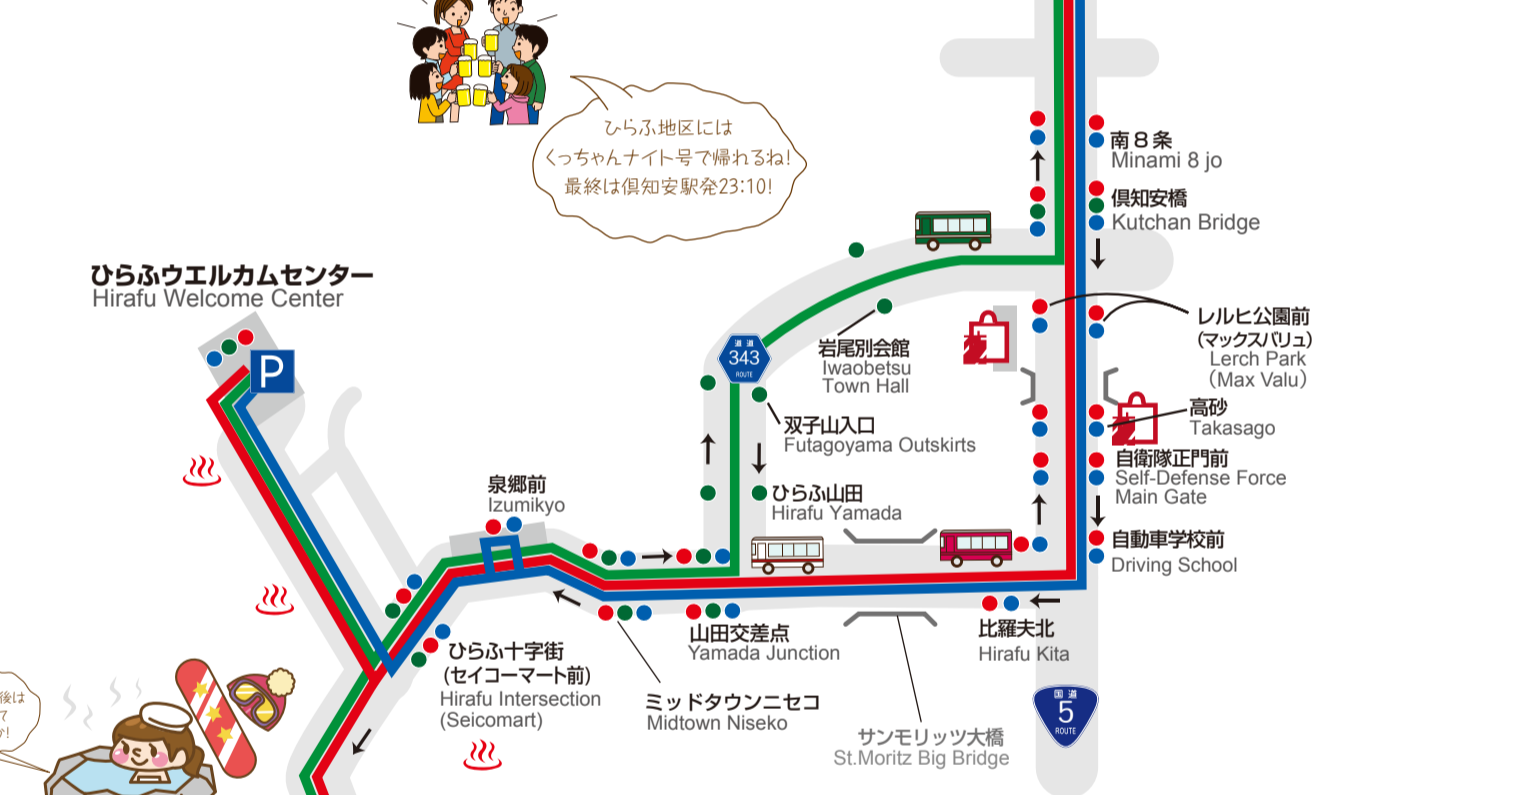 ひらふ地区には
くっちゃんナイト号で帰れるね!
最終は倶知安駅発23:10!
南8条
Minami 8 jo
倶知安橋
Kutchan Bridge
ひらふウエルカムセンター
Hirafu Welcome Center
P
道道
343
ROUTE
岩尾別会館
Iwaobetsu
Town Hall
レルヒ公園前
(マックスバリュ)
Lerch Park
(Max Valu)
双子山入口
Futagoyama Outskirts
高砂
Takasago
自衛隊正門前
Self-Defense Force
Main Gate
泉郷前
Izumikyo
ひらふ山田
Hirafu Yamada
自動車学校前
Driving School
比羅夫北
Hirafu Kita
山田交差点
Yamada Junction
ひらふ十字街
(セイコーマート前)
Hirafu Intersection
(Seicomart)
ミッドタウンニセコ
Midtown Niseko
サンモリッツ大橋
St.Moritz Big Bridge
国道
5
ROUTE
後は
て